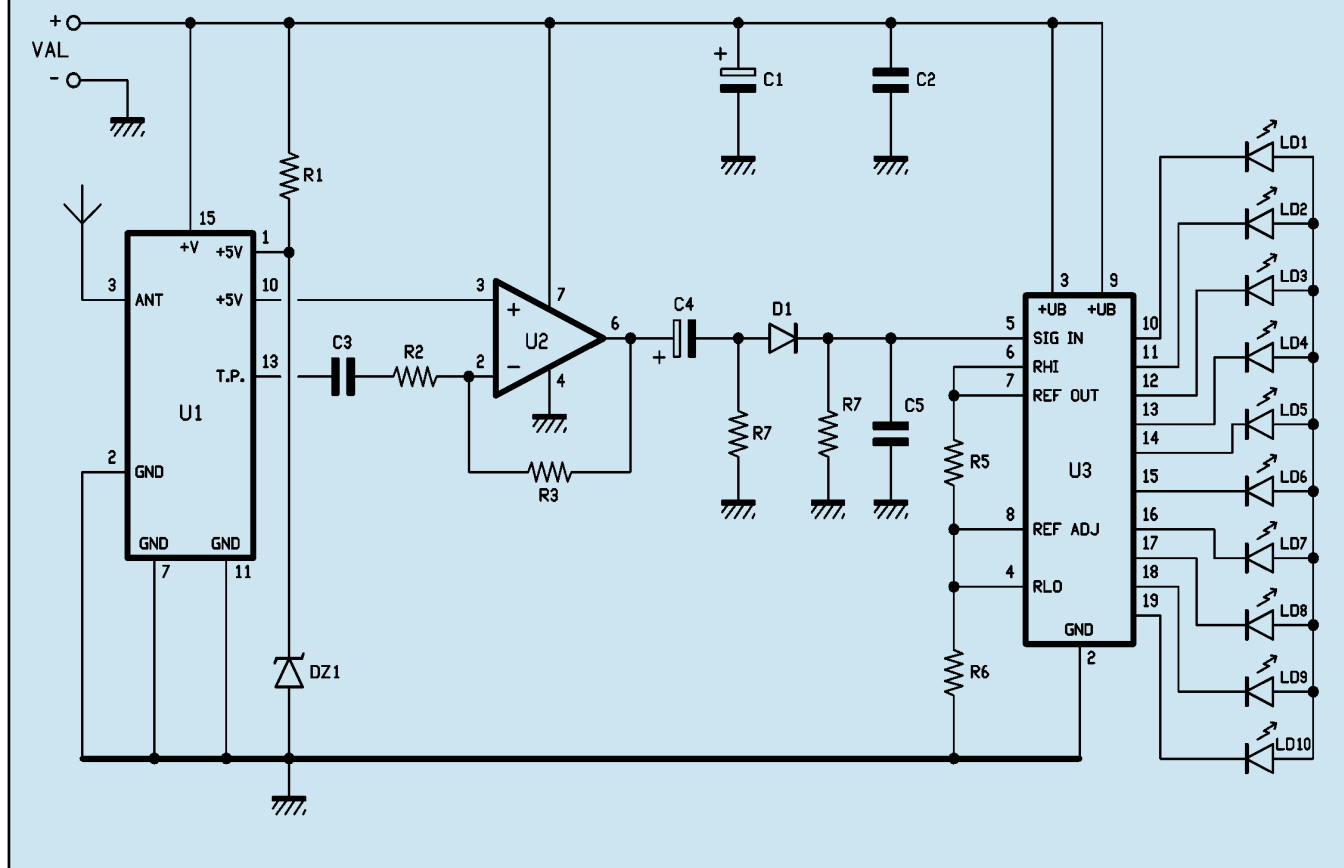 +
VAL
-
+
C1
C2
LD1
R1
15
+V
+5V
1
LD2
3
ANT
+5V
10
3
+
7
U2
6
C4
+
D1
3
9
+UB
+UB
LD3
5
SIG IN
10
T.P.
13
C3
R2
2
-
4
6
RHI
11
LD4
7
REF OUT
12
U1
R7
R7
C5
13
LD5
14
2
GND
R3
R5
U3
15
LD6
GND
GND
8
REF ADJ
16
LD7
7
11
17
4
RLO
18
LD8
19
GND
2
DZ1
R6
LD9
LD10